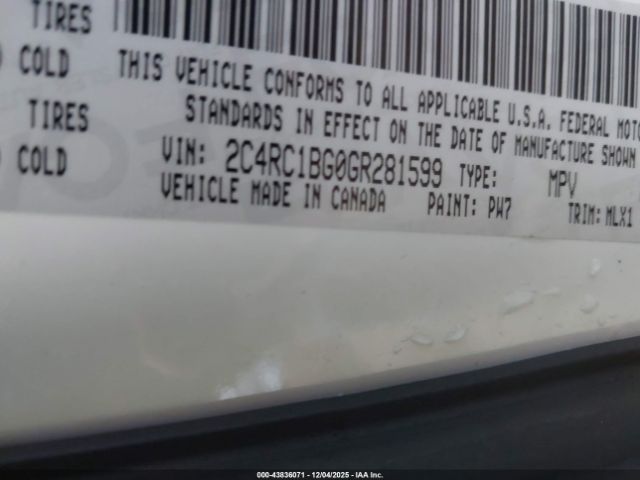 TIRES
COLD THIS VEHICLE CONFORMS TO ALL APPLICABLE U.S.A. FEDERAL MOTO
TIRES STANDARDS IN EFFECT ON THE DATE OF MANUFACTURE SHOWN
COLD VIN: 2C4RC1BG0GR281599 TYPE: MPV
VEHICLE MADE IN CANADA PAINT: PW7 TRIM: MLX1
000-43836071 - 12/04/2025 - IAA Inc.